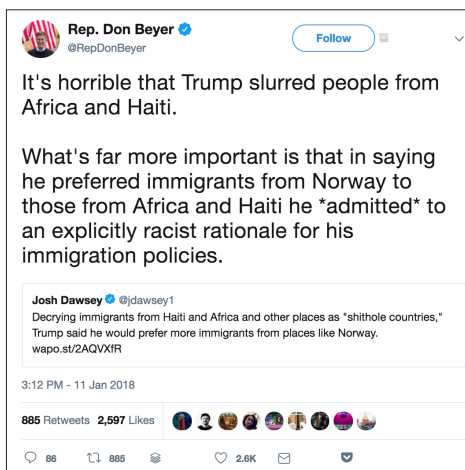 Rep. Don Beyer
@RepDonBeyer
Follow
It's horrible that Trump slurred people from
Africa and Haiti.
What's far more important is that in saying
he preferred immigrants from Norway to
those from Africa and Haiti he *admitted* to
an explicitly racist rationale for his
immigration policies.
Josh Dawsey @jdawsey1
Decrying immigrants from Haiti and Africa and other places as "shithole countries,"
Trump said he would prefer more immigrants from places like Norway.
wapo.st/2AQVXfR
3:12 PM - 11 Jan 2018
885 Retweets 2,597 Likes
86 885 2.6K